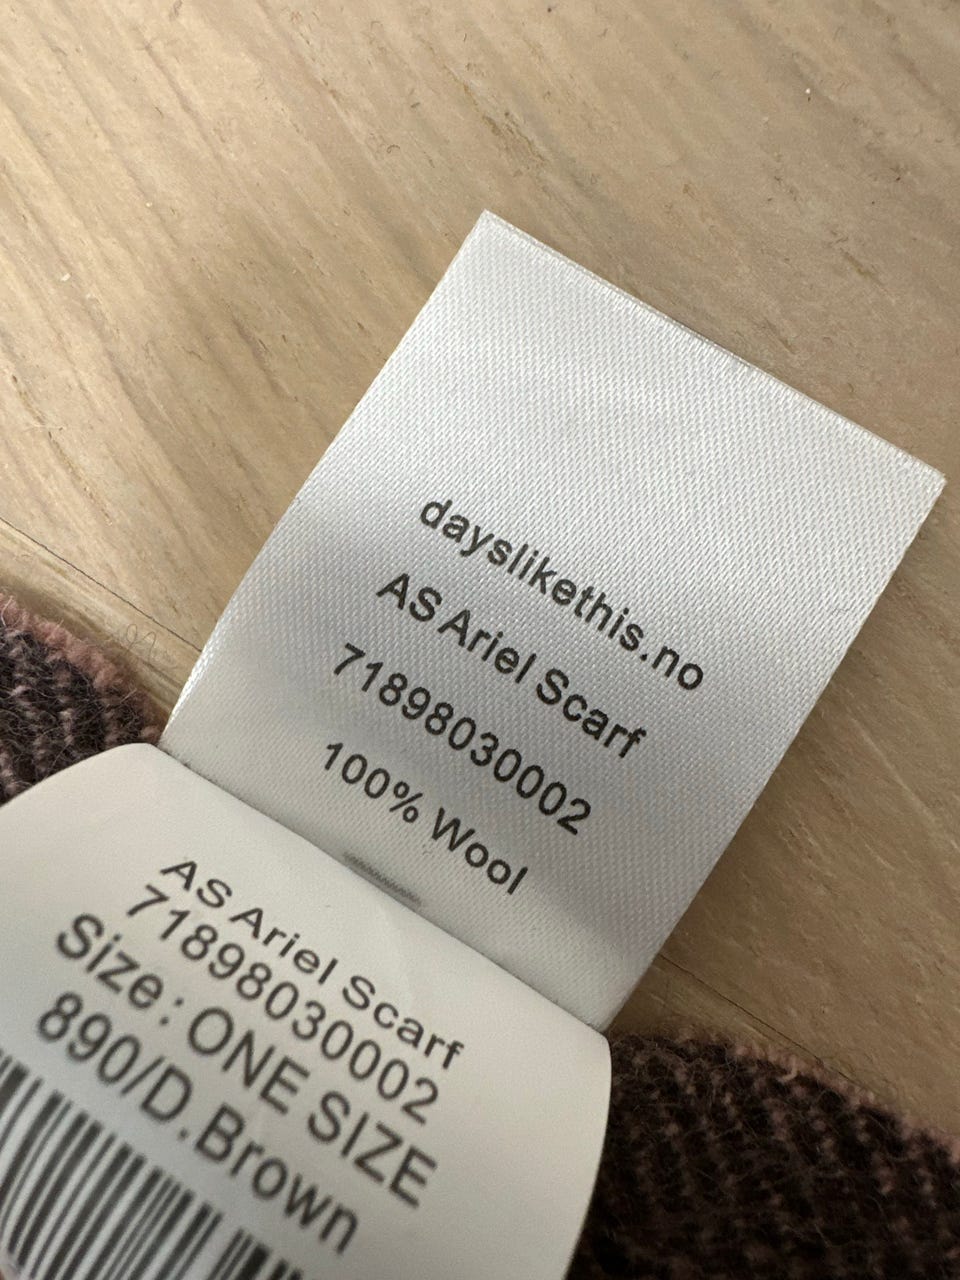 dayslikethis.no
AS Ariel Scarf
71898030002
100% Wool
AS Ariel Scarf
71898030002
Size: ONE SIZE
890/D.Brown